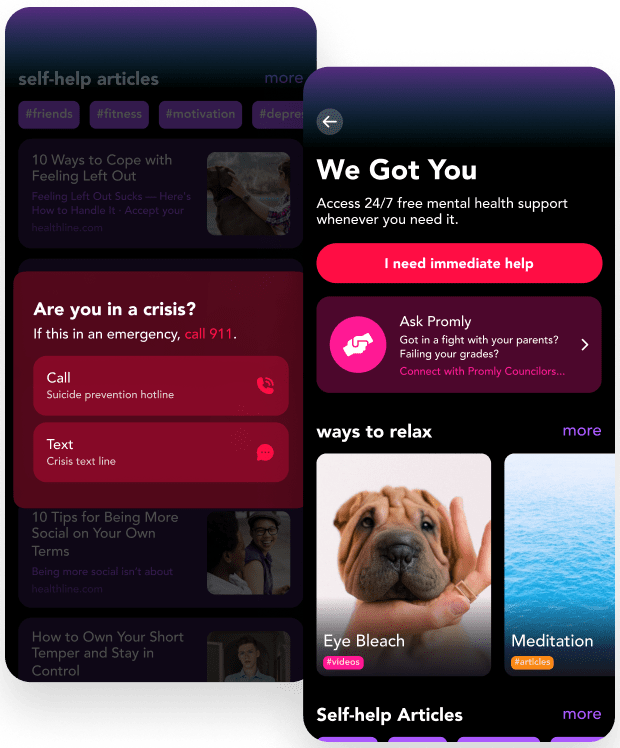 self-help articles
more
#friends
#fitness
#motivation
#depres
10 Ways to Cope with
Feeling Left Out
Feeling Left Out Sucks — Here's
How to Handle It · Accept your
healthline.com
Are you in a crisis?
If this in an emergency, call 911.
Call
Suicide prevention hotline
Text
Crisis text line
10 Tips for Being More
Social on Your Own
Terms
Being more social isn't about
healthline.com
How to Own Your Short
Temper and Stay in
Control
We Got You
Access 24/7 free mental health support
whenever you need it.
I need immediate help
Ask Promly
Got in a fight with your parents?
Failing your grades?
Connect with Promly Councilors...
ways to relax
more
Eye Bleach
#videos
Meditation
#articles
Self-help Articles
more